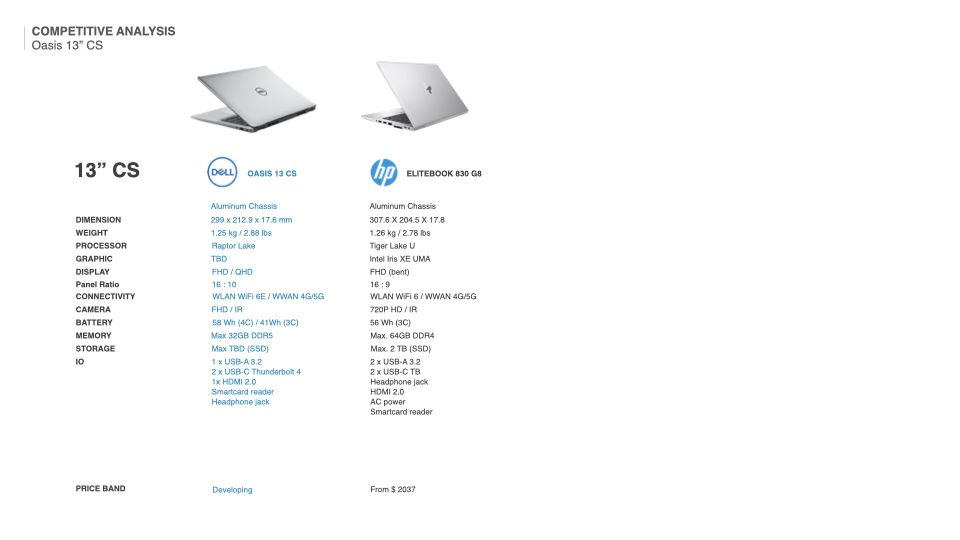 COMPETITIVE ANALYSIS
Oasis 13” CS
13” CS
DELL
OASIS 13 CS
hp
ELITEBOOK 830 G8
Aluminum Chassis
Aluminum Chassis
DIMENSION 299 x 212.9 x 17.6 mm 307.6 X 204.5 X 17.8
WEIGHT 1.25 kg / 2.88 lbs 1.26 kg / 2.78 lbs
PROCESSOR Raptor Lake Tiger Lake U
GRAPHIC TBD Intel Iris XE UMA
DISPLAY FHD / QHD FHD (bent)
Panel Ratio 16 : 10 16 : 9
CONNECTIVITY WLAN WiFi 6E / WWAN 4G/5G WLAN WiFi 6 / WWAN 4G/5G
CAMERA FHD / IR 720P HD / IR
BATTERY 58 Wh (4C) / 41Wh (3C) 56 Wh (3C)
MEMORY Max 32GB DDR5 Max. 64GB DDR4
STORAGE Max TBD (SSD) Max. 2 TB (SSD)
IO 1 x USB-A 3.2 2 x USB-A 3.2
2 x USB-C Thunderbolt 4 2 x USB-C TB
1x HDMI 2.0 Headphone jack
Smartcard reader HDMI 2.0
Headphone jack AC power
Smartcard reader
PRICE BAND Developing From $ 2037